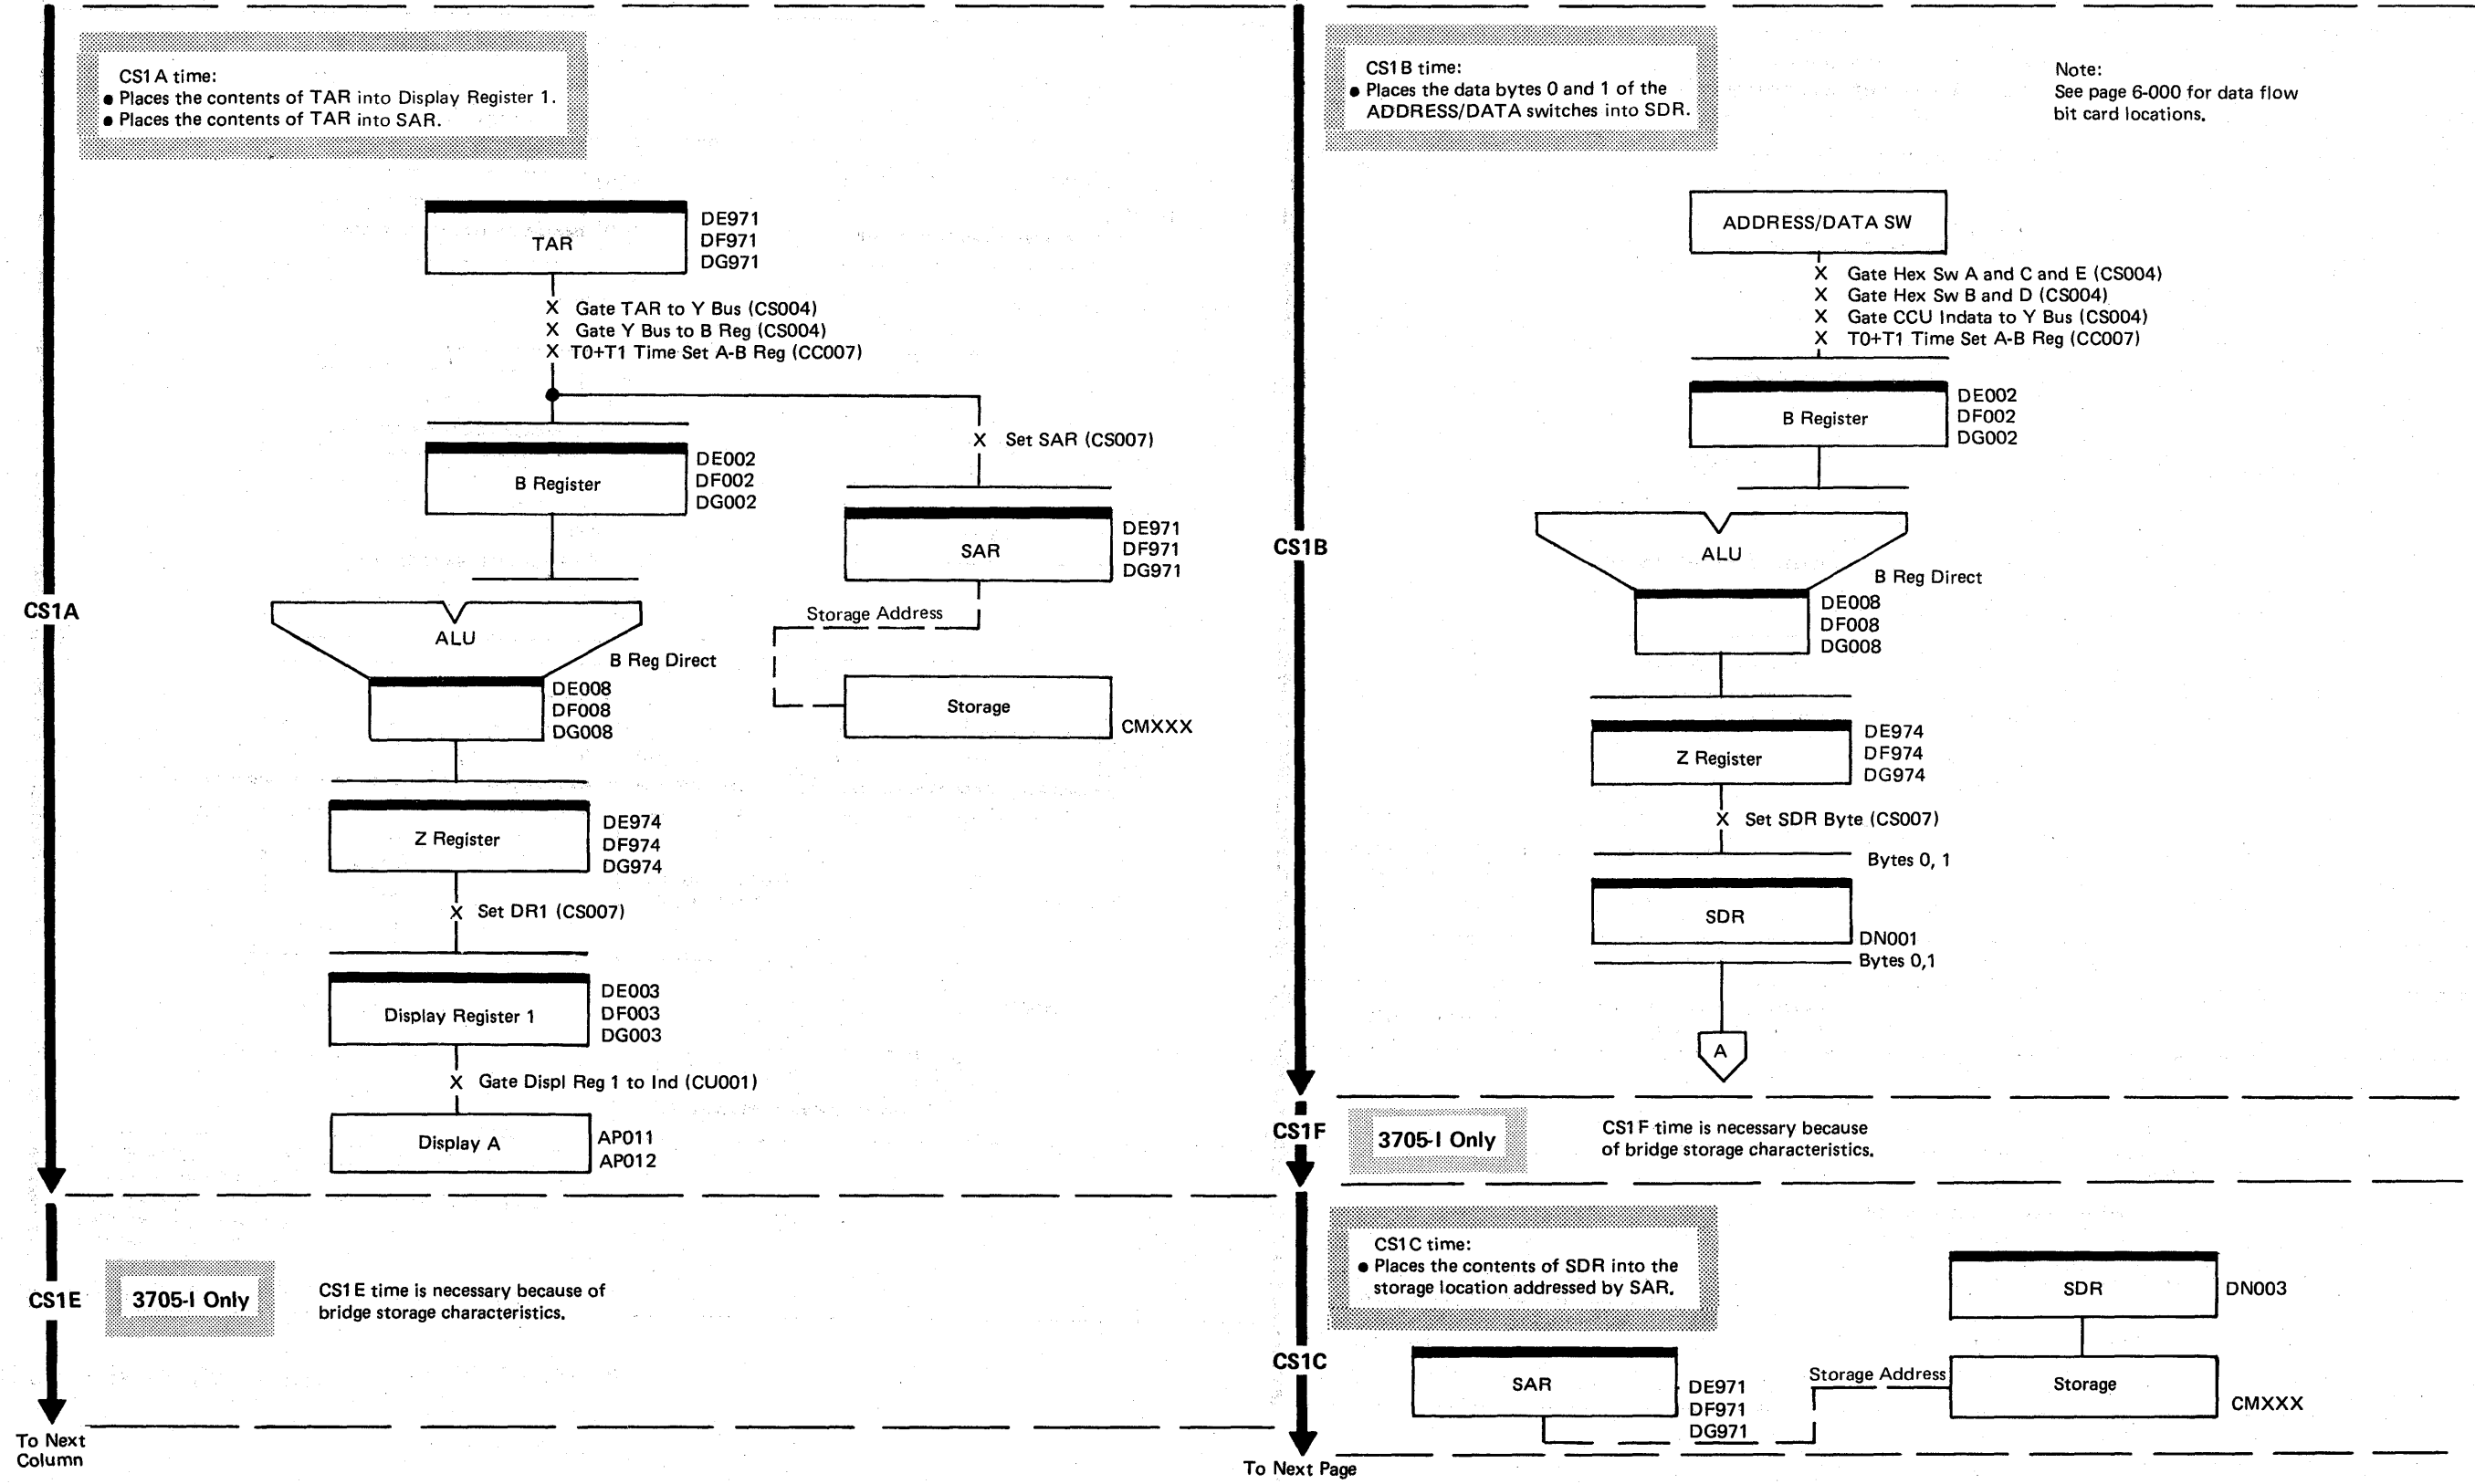 CS1A time:
● Places the contents of TAR into Display Register 1.
● Places the contents of TAR into SAR.
TAR
DE971
DF971
DG971
X Gate TAR to Y Bus (CS004)
X Gate Y Bus to B Reg (CS004)
X T0+T1 Time Set A-B Reg (CC007)
X Set SAR (CS007)
B Register
DE002
DF002
DG002
SAR
DE971
DF971
DG971
Storage Address
CS1A
ALU
B Reg Direct
DE008
DF008
DG008
Storage
CMXXX
Z Register
DE974
DF974
DG974
X Set DR1 (CS007)
Display Register 1
DE003
DF003
DG003
X Gate Displ Reg 1 to Ind (CU001)
Display A
AP011
AP012
CS1E
3705-I Only
CS1E time is necessary because of
bridge storage characteristics.
To Next
Column
CS1B time:
● Places the data bytes 0 and 1 of the
ADDRESS/DATA switches into SDR.
Note:
See page 6-000 for data flow
bit card locations.
ADDRESS/DATA SW
X Gate Hex Sw A and C and E (CS004)
X Gate Hex Sw B and D (CS004)
X Gate CCU Indata to Y Bus (CS004)
X T0+T1 Time Set A-B Reg (CC007)
B Register
DE002
DF002
DG002
CS1B
ALU
B Reg Direct
DE008
DF008
DG008
Z Register
DE974
DF974
DG974
X Set SDR Byte (CS007)
Bytes 0, 1
SDR
DN001
Bytes 0,1
A
CS1F
3705-I Only
CS1F time is necessary because
of bridge storage characteristics.
CS1C time:
● Places the contents of SDR into the
storage location addressed by SAR.
SDR
DN003
CS1C
SAR
DE971
DF971
DG971
Storage Address
Storage
CMXXX
To Next Page